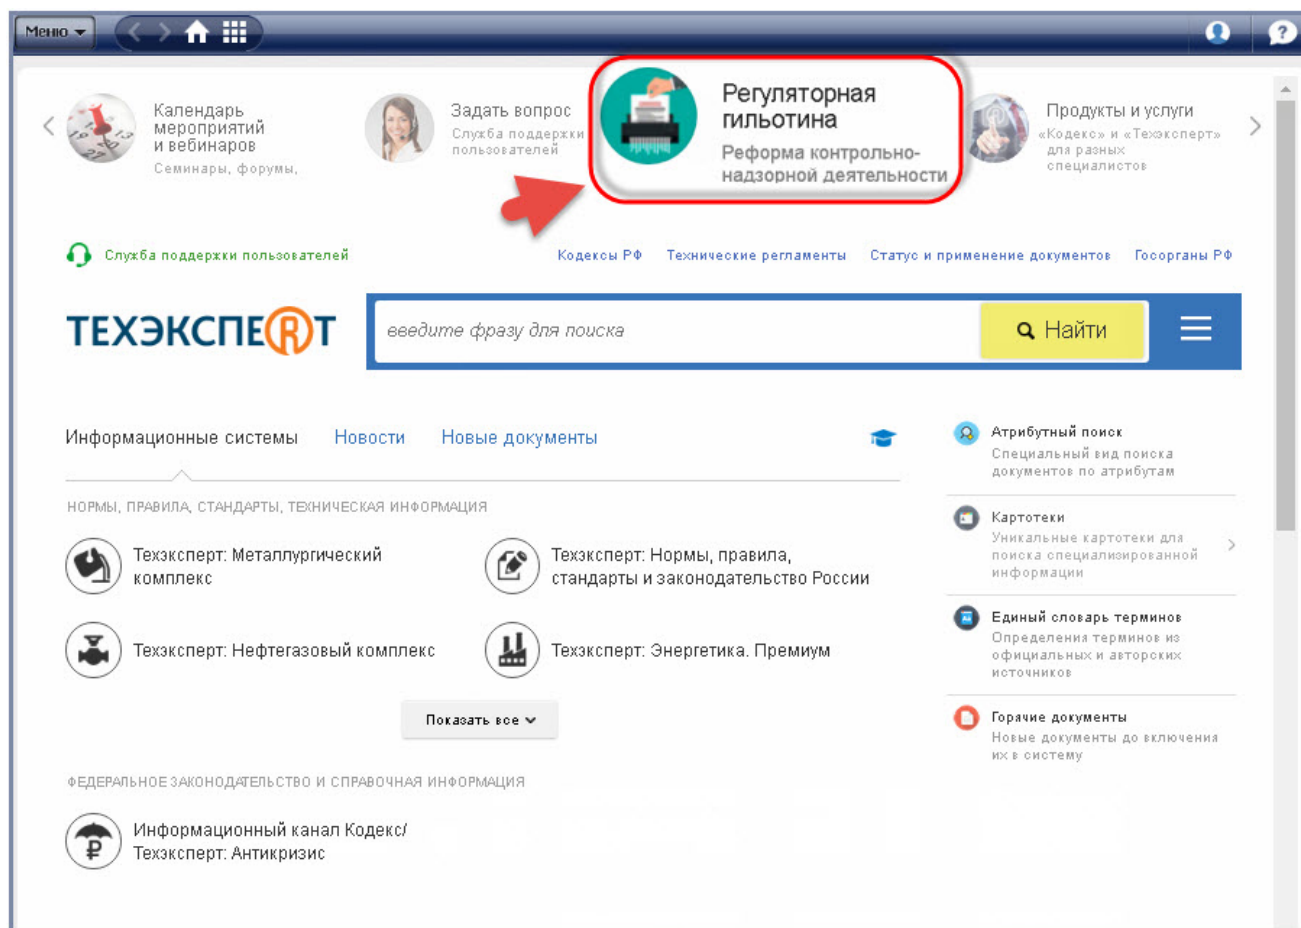 Меню
Календарь
мероприятий
и вебинаров
Семинары, форумы,
Задать вопрос
Служба поддержки
пользователей
Регуляторная
гильотина
Реформа контрольно-
надзорной деятельности
Продукты и услуги
«Кодекс» и «Техэксперт»
для разных
специалистов
Служба поддержки пользователей
Кодексы РФ Технические регламенты Статус и применение документов Госорганы РФ
ТЕХЭКСПЕRТ
введите фразу для поиска
Найти
Информационные системы Новости Новые документы
НОРМЫ, ПРАВИЛА, СТАНДАРТЫ, ТЕХНИЧЕСКАЯ ИНФОРМАЦИЯ
Техэксперт: Металлургический
комплекс
Техэксперт: Нормы, правила,
стандарты и законодательство России
Техэксперт: Нефтегазовый комплекс
Техэксперт: Энергетика. Премиум
Показать все
ФЕДЕРАЛЬНОЕ ЗАКОНОДАТЕЛЬСТВО И СПРАВОЧНАЯ ИНФОРМАЦИЯ
Информационный канал Кодекс/
Техэксперт: Антикризис
Атрибутный поиск
Специальный вид поиска
документов по атрибутам
Картотеки
Уникальные картотеки для
поиска специализированной
информации
Единый словарь терминов
Определения терминов из
официальных и авторских
источников
Горячие документы
Новые документы до включения
их в систему